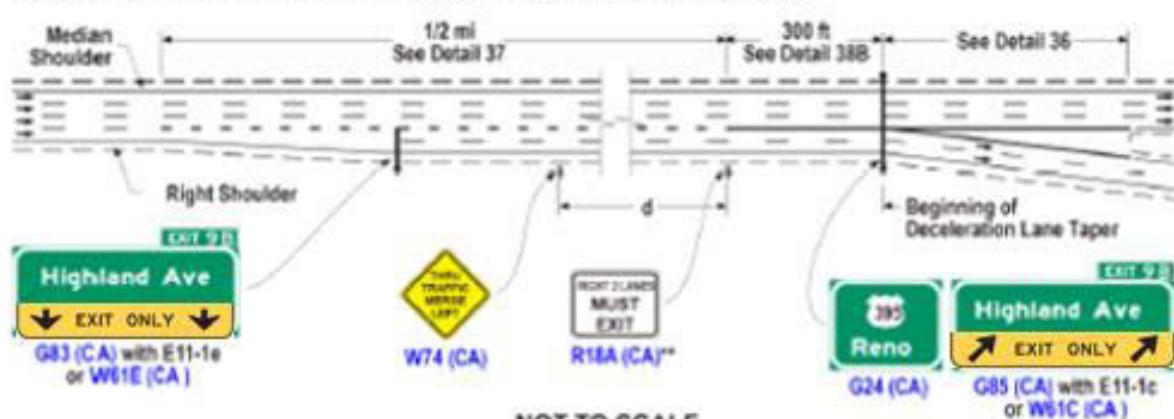 Median
Shoulder
1/2 mi
See Detail 37
300 ft
See Detail 38B
See Detail 36
Right Shoulder
d
Beginning of
Deceleration Lane Taper
EXIT 9 B
Highland Ave
EXIT ONLY
G83 (CA) with E11-1e
or W61E (CA )
THRU
TRAFFIC
MERGE
LEFT
W74 (CA)
RIGHT 2 LANES
MUST
EXIT
R18A (CA)**
395
Reno
G24 (CA)
EXIT 9 B
Highland Ave
EXIT ONLY
G85 (CA) with E11-1c
or W61C (CA )
NOT TO SCALE